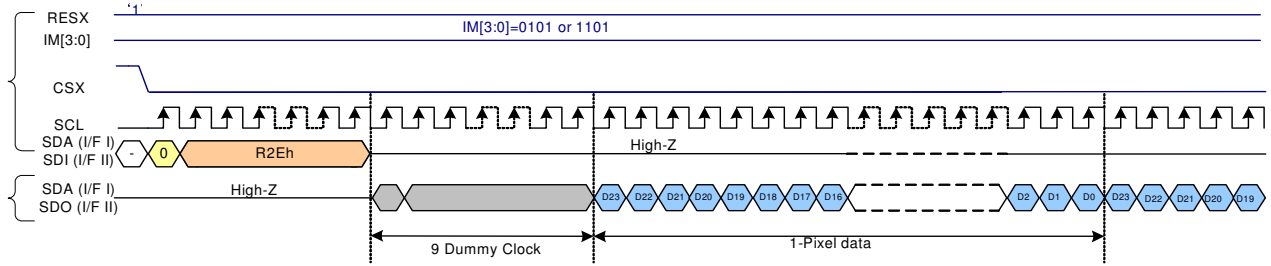 RESX '1'
IM[3:0] IM[3:0]=0101 or 1101
CSX
SCL
SDA (I/F I)
SDI (I/F II) - 0 R2Eh High-Z
SDA (I/F I)
SDO (I/F II) High-Z D23 D22 D21 D20 D19 D18 D17 D16 D2 D1 D0 D23 D22 D21 D20 D19
9 Dummy Clock 1-Pixel data